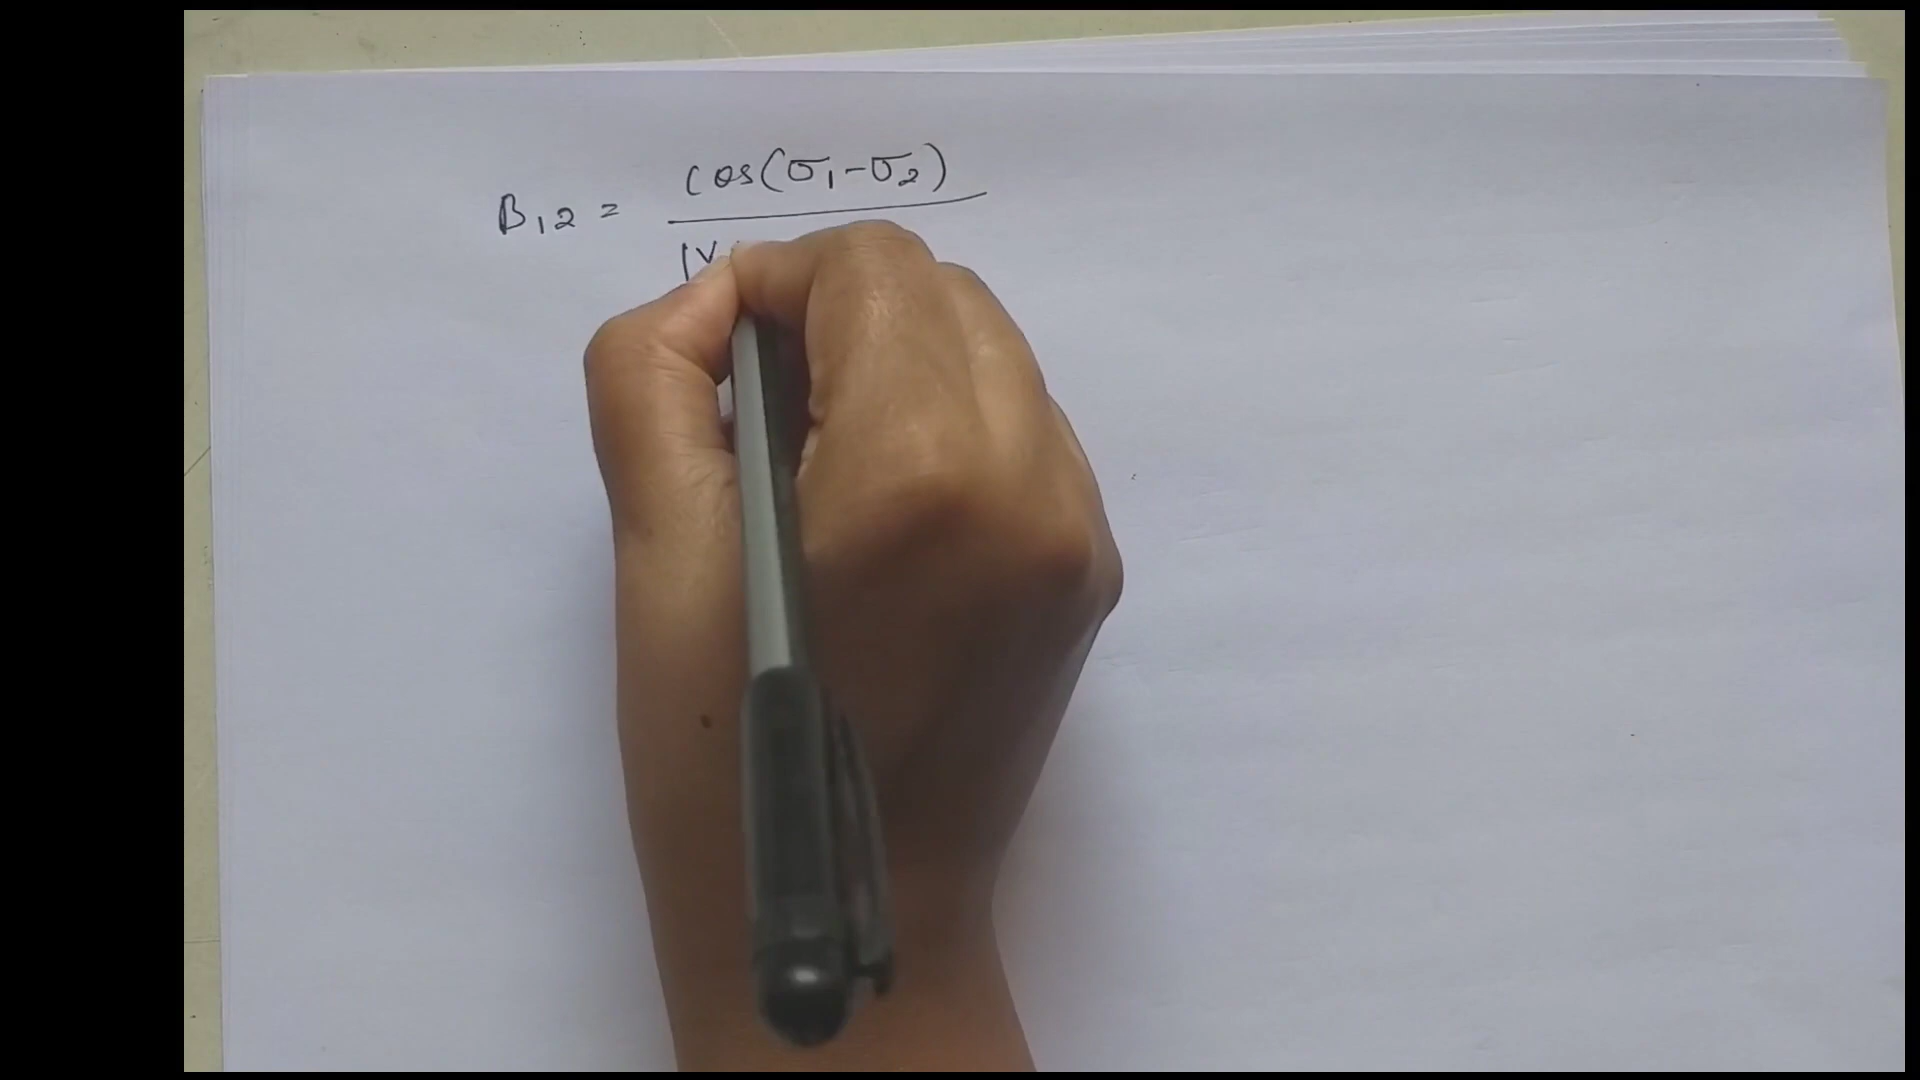 B₁₂ = cos(σ₁-σ₂)
|V